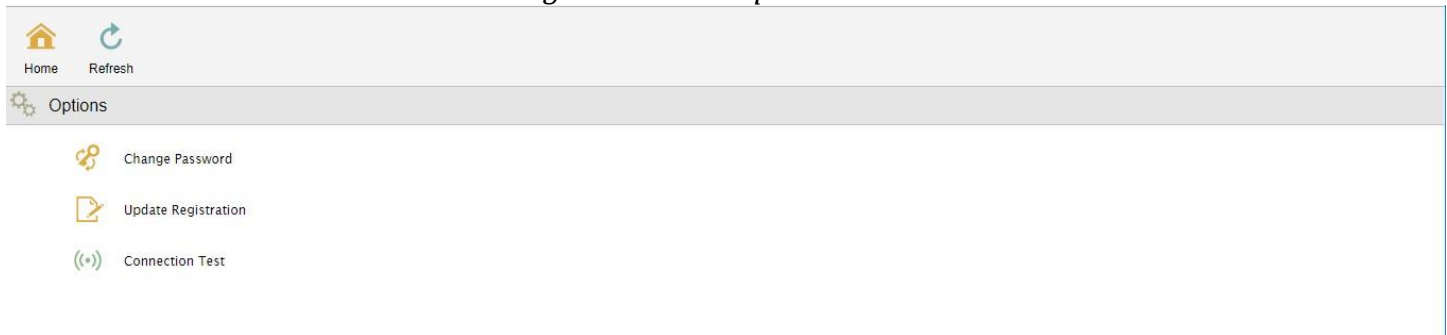 Home Refresh
Options
Change Password
Update Registration
Connection Test